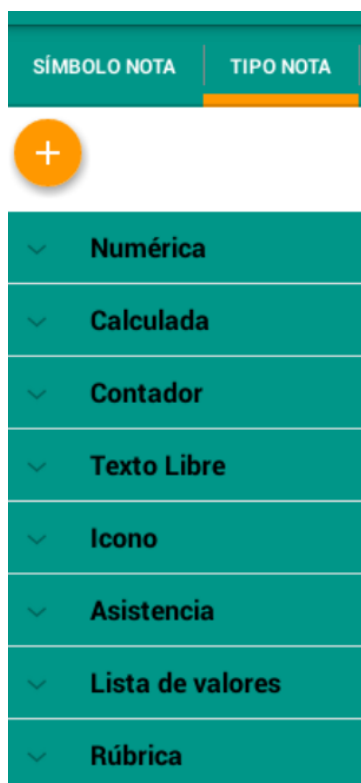 SÍMBOLO NOTA TIPO NOTA
+
Numérica
Calculada
Contador
Texto Libre
Icono
Asistencia
Lista de valores
Rúbrica